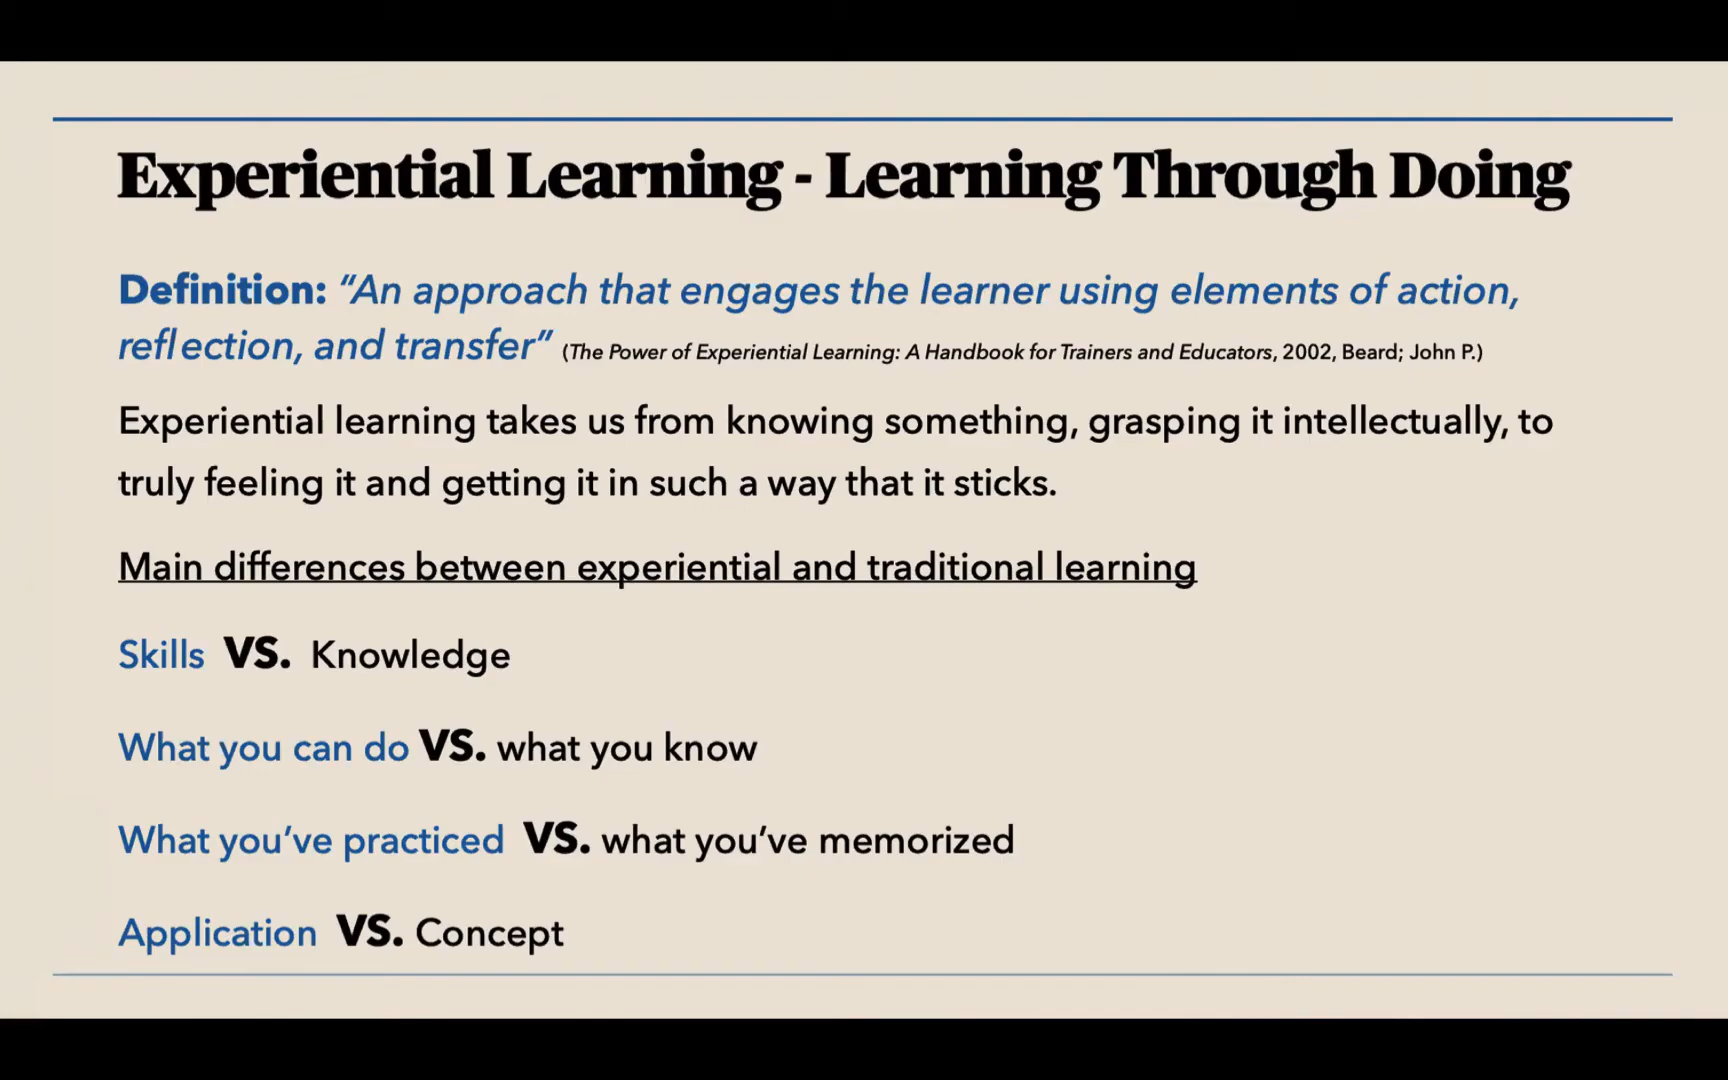 Experiential Learning - Learning Through Doing
Definition: “An approach that engages the learner using elements of action,
reflection, and transfer” (The Power of Experiential Learning: A Handbook for Trainers and Educators, 2002, Beard; John P.)
Experiential learning takes us from knowing something, grasping it intellectually, to
truly feeling it and getting it in such a way that it sticks.
Main differences between experiential and traditional learning
Skills VS. Knowledge
What you can do VS. what you know
What you’ve practiced VS. what you’ve memorized
Application VS. Concept